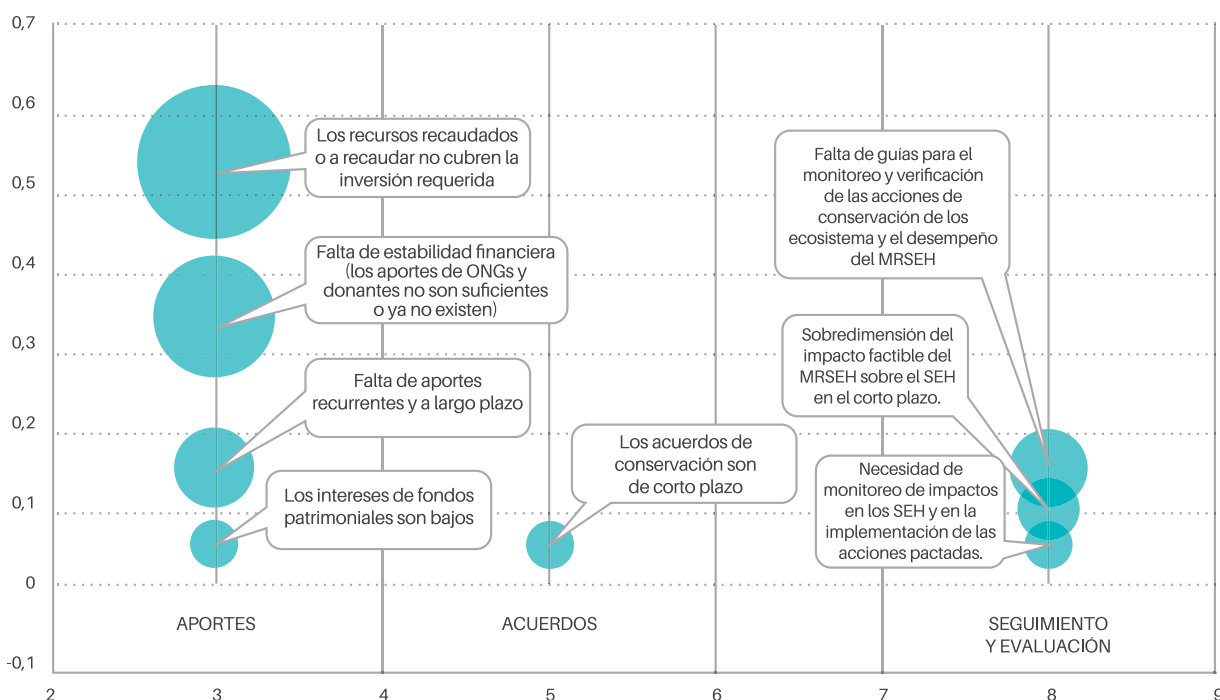 0,7
0,6
0,5
0,4
0,3
0,2
0,1
0
-0,1
Los recursos recaudados
o a recaudar no cubren la
inversión requerida
Falta de estabilidad financiera
(los aportes de ONGs y
donantes no son suficientes
o ya no existen)
Falta de aportes
recurrentes y a largo plazo
Los intereses de fondos
patrimoniales son bajos
Los acuerdos de
conservación son
de corto plazo
Falta de guías para el
monitoreo y verificación
de las acciones de
conservación de los
ecosistema y el desempeño
del MRSEH
Sobredimensión del
impacto factible del
MRSEH sobre el SEH
en el corto plazo.
Necesidad de
monitoreo de impactos
en los SEH y en la
implementación de las
acciones pactadas.
APORTES
ACUERDOS
SEGUIMIENTO
Y EVALUACIÓN
2
3
4
5
6
7
8
9